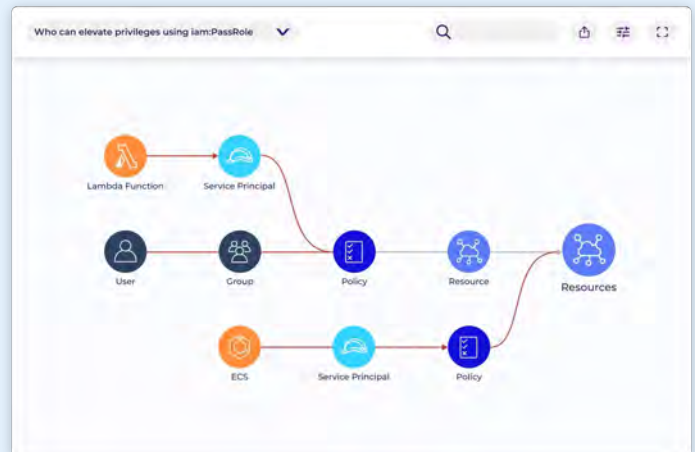 Who can elevate privileges using iam:PassRole
Lambda Function
Service Principal
User
Group
Policy
Resource
Resources
ECS
Service Principal
Policy